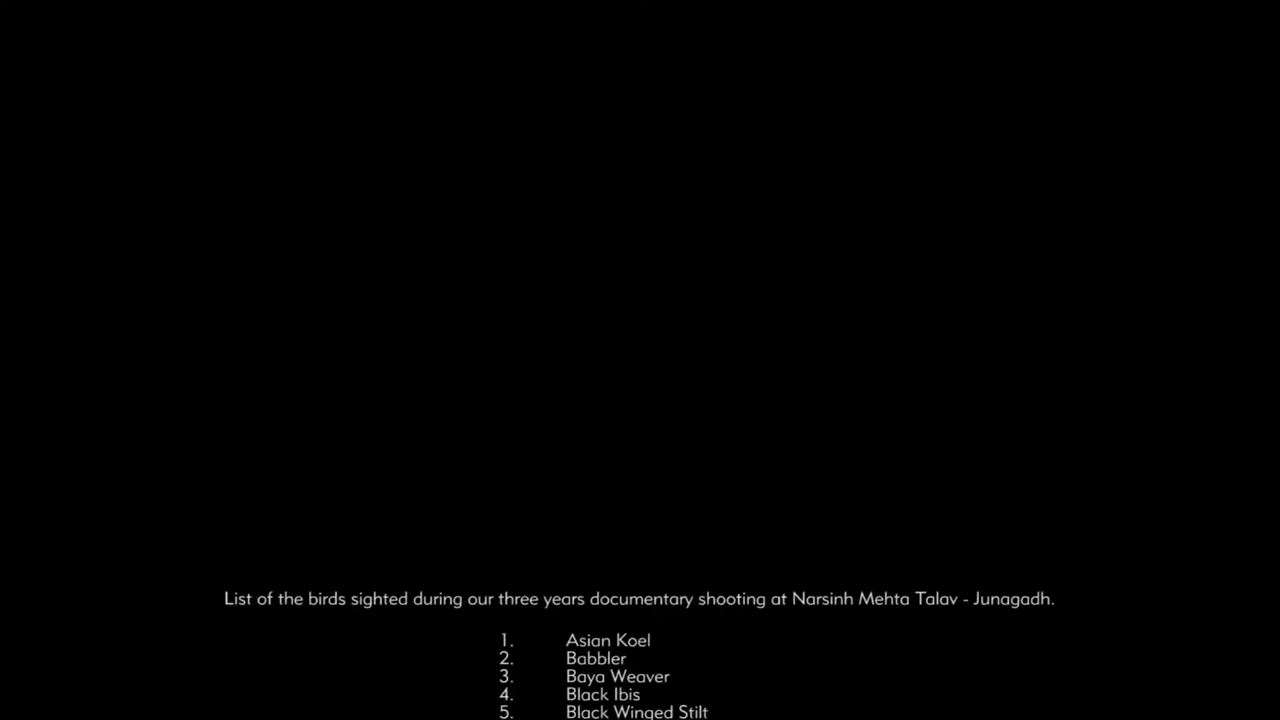 List of the birds sighted during our three years documentary shooting at Narsinh Mehta Talav - Junagadh.
1. Asian Koel
2. Babbler
3. Baya Weaver
4. Black Ibis
5. Black Winged Stilt